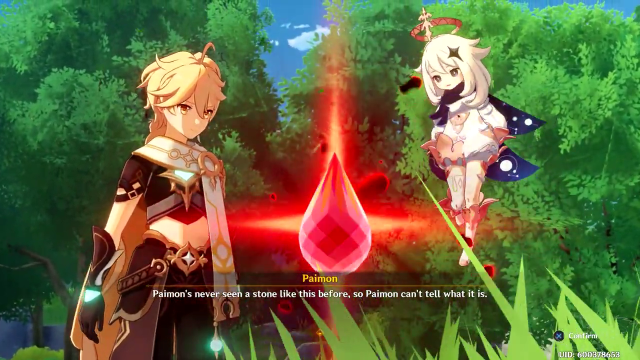 Paimon
Paimon's never seen a stone like this before, so Paimon can't tell what it is.
Confirm
UID: 600378653